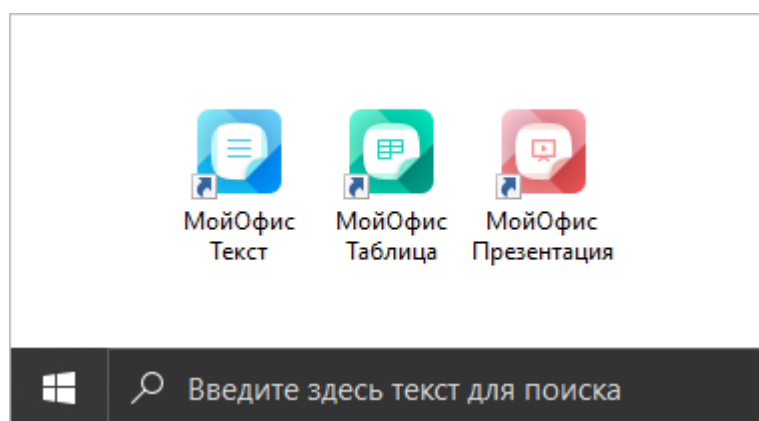 МойОфис
Текст
МойОфис
Таблица
МойОфис
Презентация
Введите здесь текст для поиска